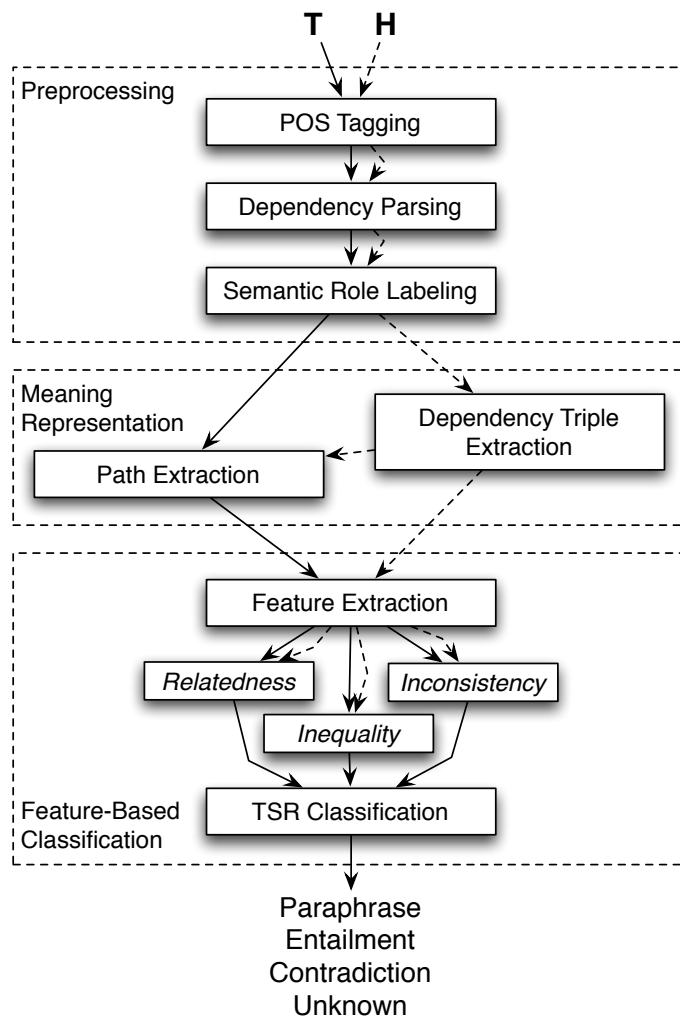 T H
Preprocessing
POS Tagging
Dependency Parsing
Semantic Role Labeling
Meaning
Representation
Dependency Triple
Extraction
Path Extraction
Feature Extraction
Relatedness
Inconsistency
Inequality
TSR Classification
Feature-Based
Classification
Paraphrase
Entailment
Contradiction
Unknown